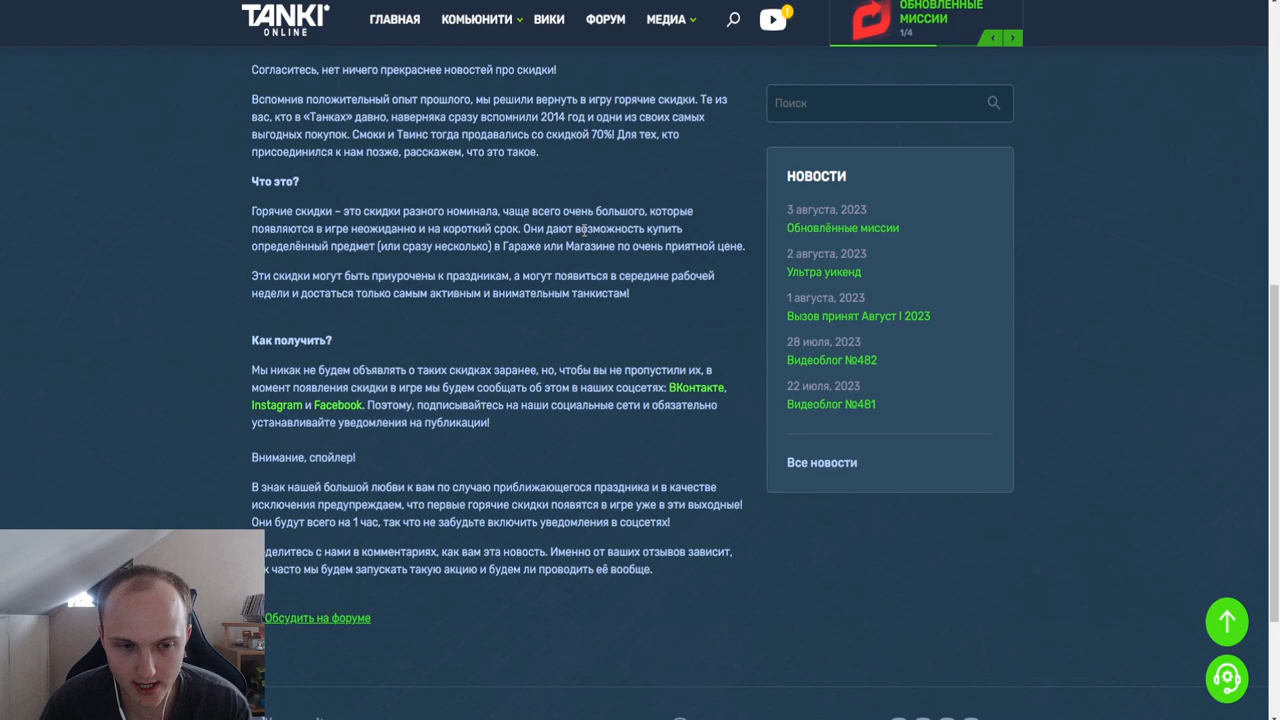 TANKI
ONLINE
ГЛАВНАЯ
КОМЬЮНИТИ
ВИКИ
ФОРУМ
МЕДИА
!
ОБНОВЛЁННЫЕ
МИССИИ
1/4
Согласитесь, нет ничего прекраснее новостей про скидки!
Вспомнив положительный опыт прошлого, мы решили вернуть в игру горячие скидки. Те из
вас, кто в «Танках» давно, наверняка сразу вспомнили 2014 год и одни из своих самых
выгодных покупок. Смоки и Твинс тогда продавались со скидкой 70%! Для тех, кто
присоединился к нам позже, расскажем, что это такое.
Что это?
Горячие скидки – это скидки разного номинала, чаще всего очень большого, которые
появляются в игре неожиданно и на короткий срок. Они дают возможность купить
определённый предмет (или сразу несколько) в Гараже или Магазине по очень приятной цене.
Эти скидки могут быть приурочены к праздникам, а могут появиться в середине рабочей
недели и достаться только самым активным и внимательным танкистам!
Как получить?
Мы никак не будем объявлять о таких скидках заранее, но, чтобы вы не пропустили их, в
момент появления скидки в игре мы будем сообщать об этом в наших соцсетях: ВКонтакте,
Instagram и Facebook. Поэтому, подписывайтесь на наши социальные сети и обязательно
устанавливайте уведомления на публикации!
Внимание, спойлер!
В знак нашей большой любви к вам по случаю приближающегося праздника и в качестве
исключения предупреждаем, что первые горячие скидки появятся в игре уже в эти выходные!
Они будут всего на 1 час, так что не забудьте включить уведомления в соцсетях!
оделитесь с нами в комментариях, как вам эта новость. Именно от ваших отзывов зависит,
к часто мы будем запускать такую акцию и будем ли проводить её вообще.
Обсудить на форуме
Поиск
НОВОСТИ
3 августа, 2023
Обновлённые миссии
2 августа, 2023
Ультра уикенд
1 августа, 2023
Вызов принят Август I 2023
28 июля, 2023
Видеоблог №482
22 июля, 2023
Видеоблог №481
Все новости